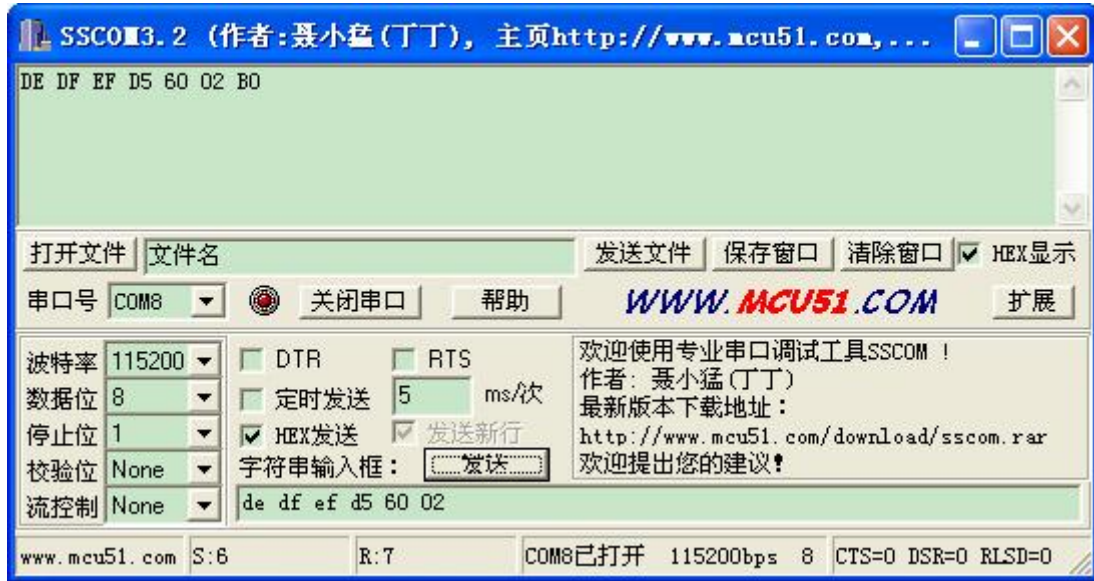 SSCOM3.2 (作者:聂小猛(丁丁), 主页http://www.mcu51.com,...
DE DF EF D5 60 02 B0
打开文件 文件名 发送文件 保存窗口 清除窗口 HEX显示
串口号 COM8 关闭串口 帮助 WWW.MCU51.COM 扩展
波特率 115200 DTR RTS
数据位 8 定时发送 5 ms/次
停止位 1 HEX发送 发送新行
校验位 None 字符串输入框: 发送
流控制 None de df ef d5 60 02
欢迎使用专业串口调试工具SSCOM !
作者: 聂小猛(丁丁)
最新版本下载地址:
http://www.mcu51.com/download/sscom.rar
欢迎提出您的建议!
www.mcu51.com S:6 R:7 COM8已打开 115200bps 8 CTS=0 DSR=0 RLSD=0